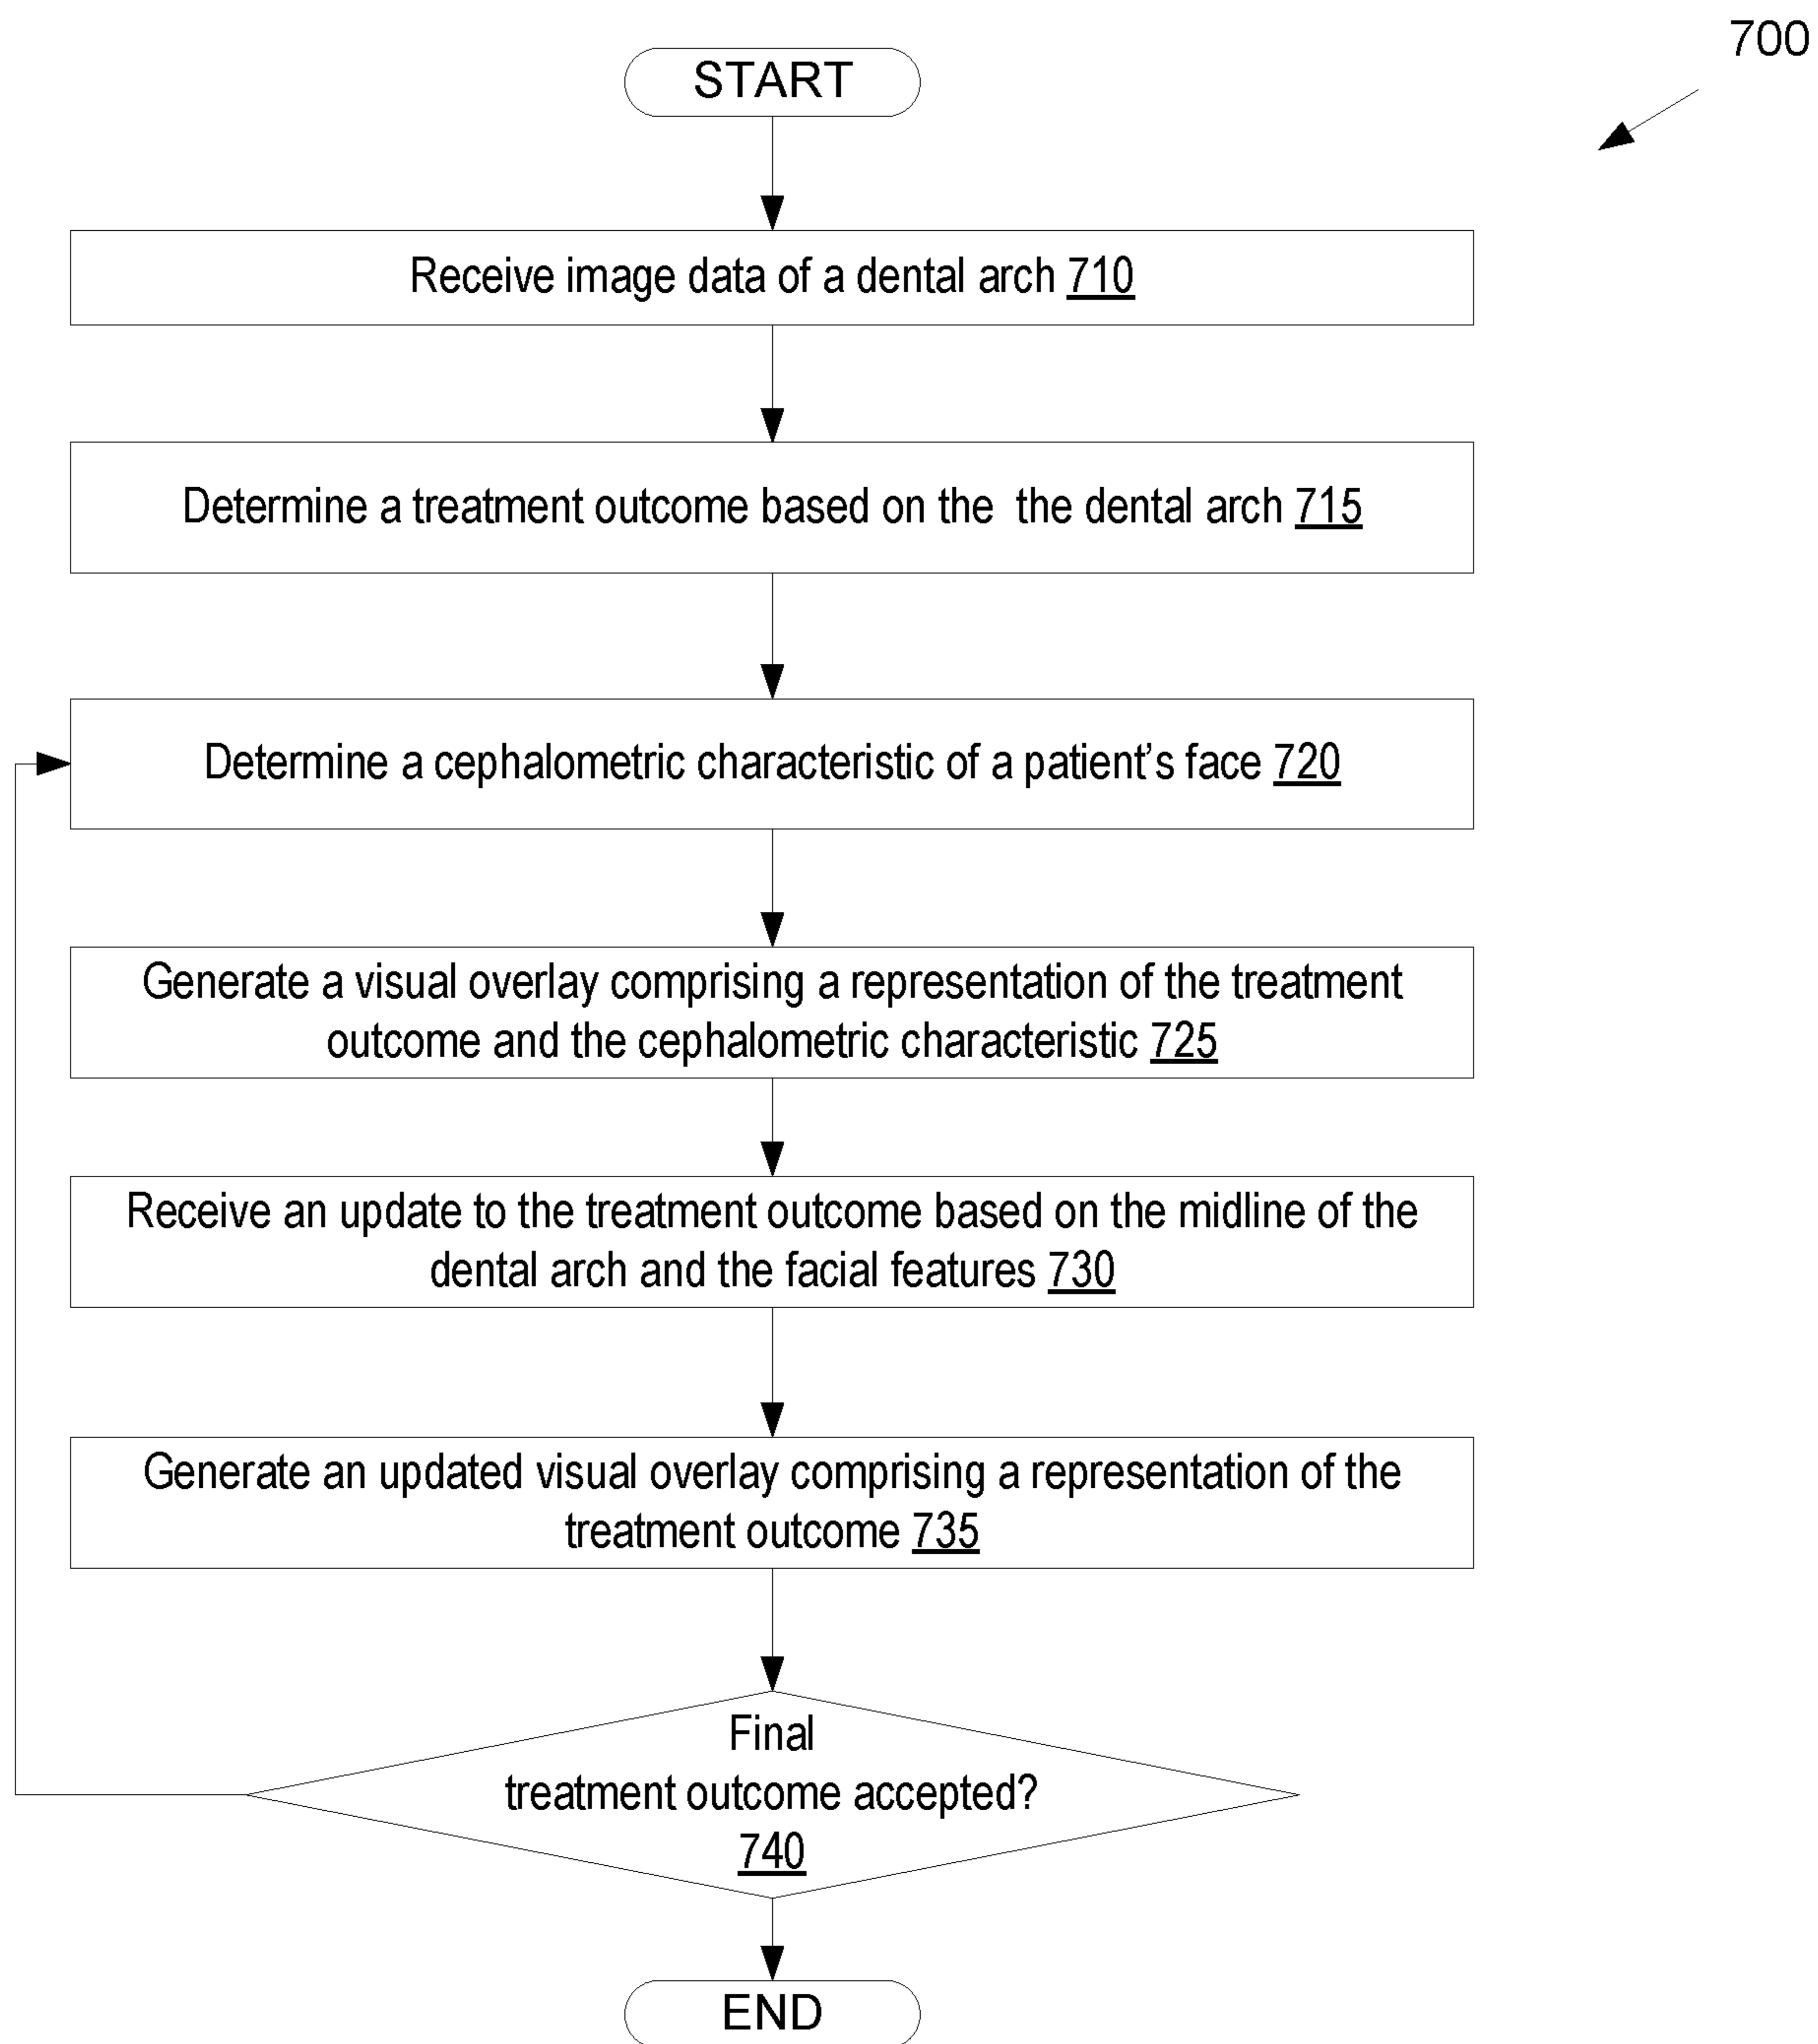 700
START
Receive image data of a dental arch 710
Determine a treatment outcome based on the  the dental arch 715
Determine a cephalometric characteristic of a patient’s face 720
Generate a visual overlay comprising a representation of the treatment
outcome and the cephalometric characteristic 725
Receive an update to the treatment outcome based on the midline of the
dental arch and the facial features 730
Generate an updated visual overlay comprising a representation of the
treatment outcome 735
Final
treatment outcome accepted?
740
END